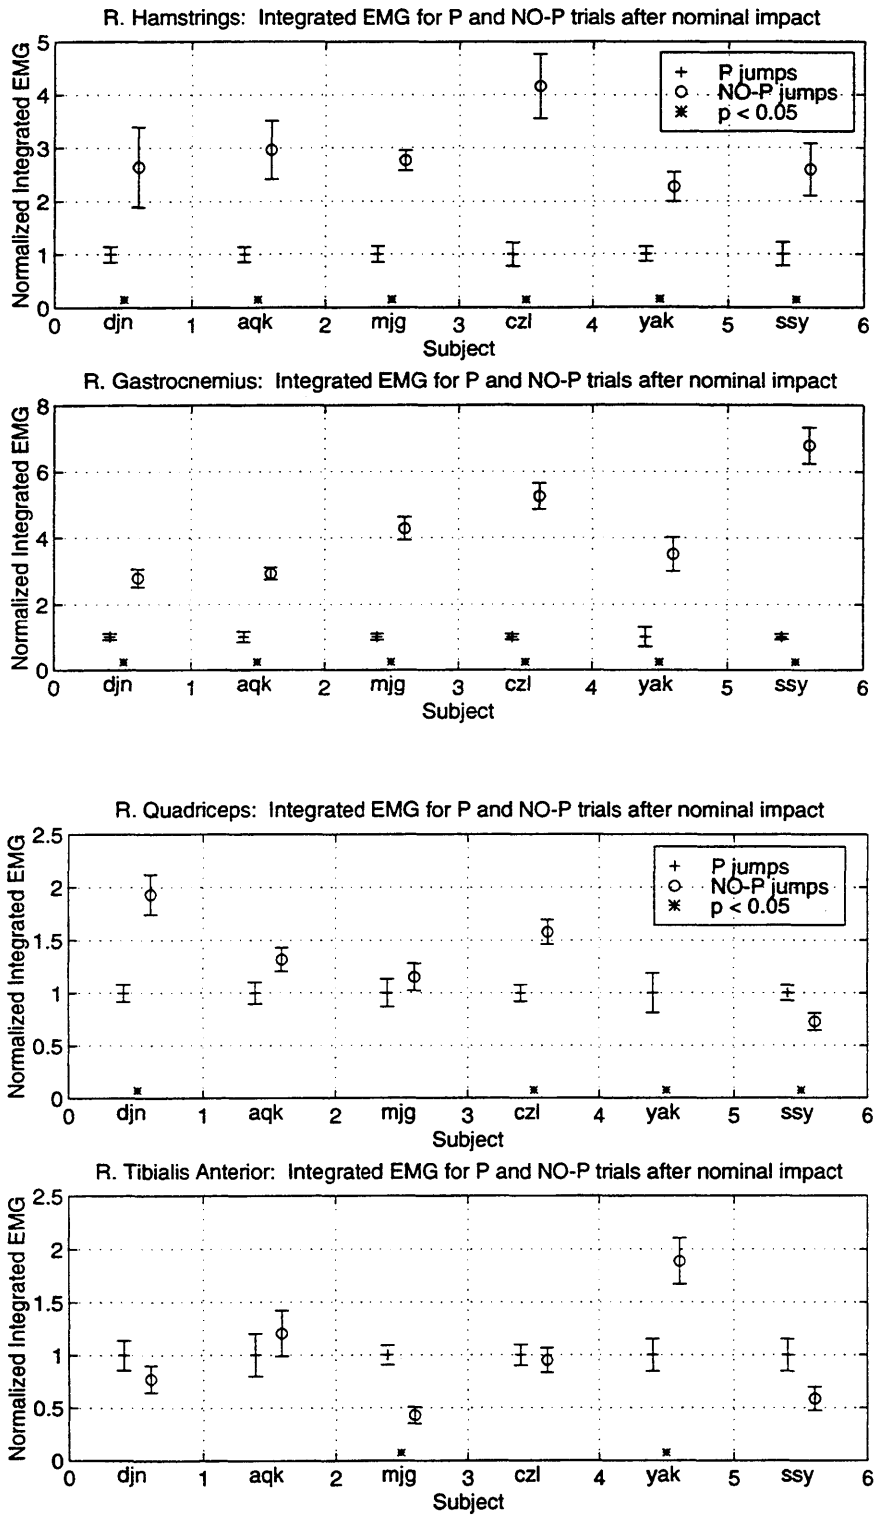 R. Hamstrings: Integrated EMG for P and NO-P trials after nominal impact
Normalized Integrated EMG
5
4
3
2
1
0
P jumps
NO-P jumps
p < 0.05
0 djn 1 aqk 2 mjg 3 czl 4 yak 5 ssy 6
Subject
R. Gastrocnemius: Integrated EMG for P and NO-P trials after nominal impact
Normalized Integrated EMG
8
6
4
2
0
0 djn 1 aqk 2 mjg 3 czl 4 yak 5 ssy 6
Subject
R. Quadriceps: Integrated EMG for P and NO-P trials after nominal impact
Normalized Integrated EMG
2.5
2
1.5
1
0.5
0
P jumps
NO-P jumps
p < 0.05
0 djn 1 aqk 2 mjg 3 czl 4 yak 5 ssy 6
Subject
R. Tibialis Anterior: Integrated EMG for P and NO-P trials after nominal impact
Normalized Integrated EMG
2.5
2
1.5
1
0.5
0
0 djn 1 aqk 2 mjg 3 czl 4 yak 5 ssy 6
Subject